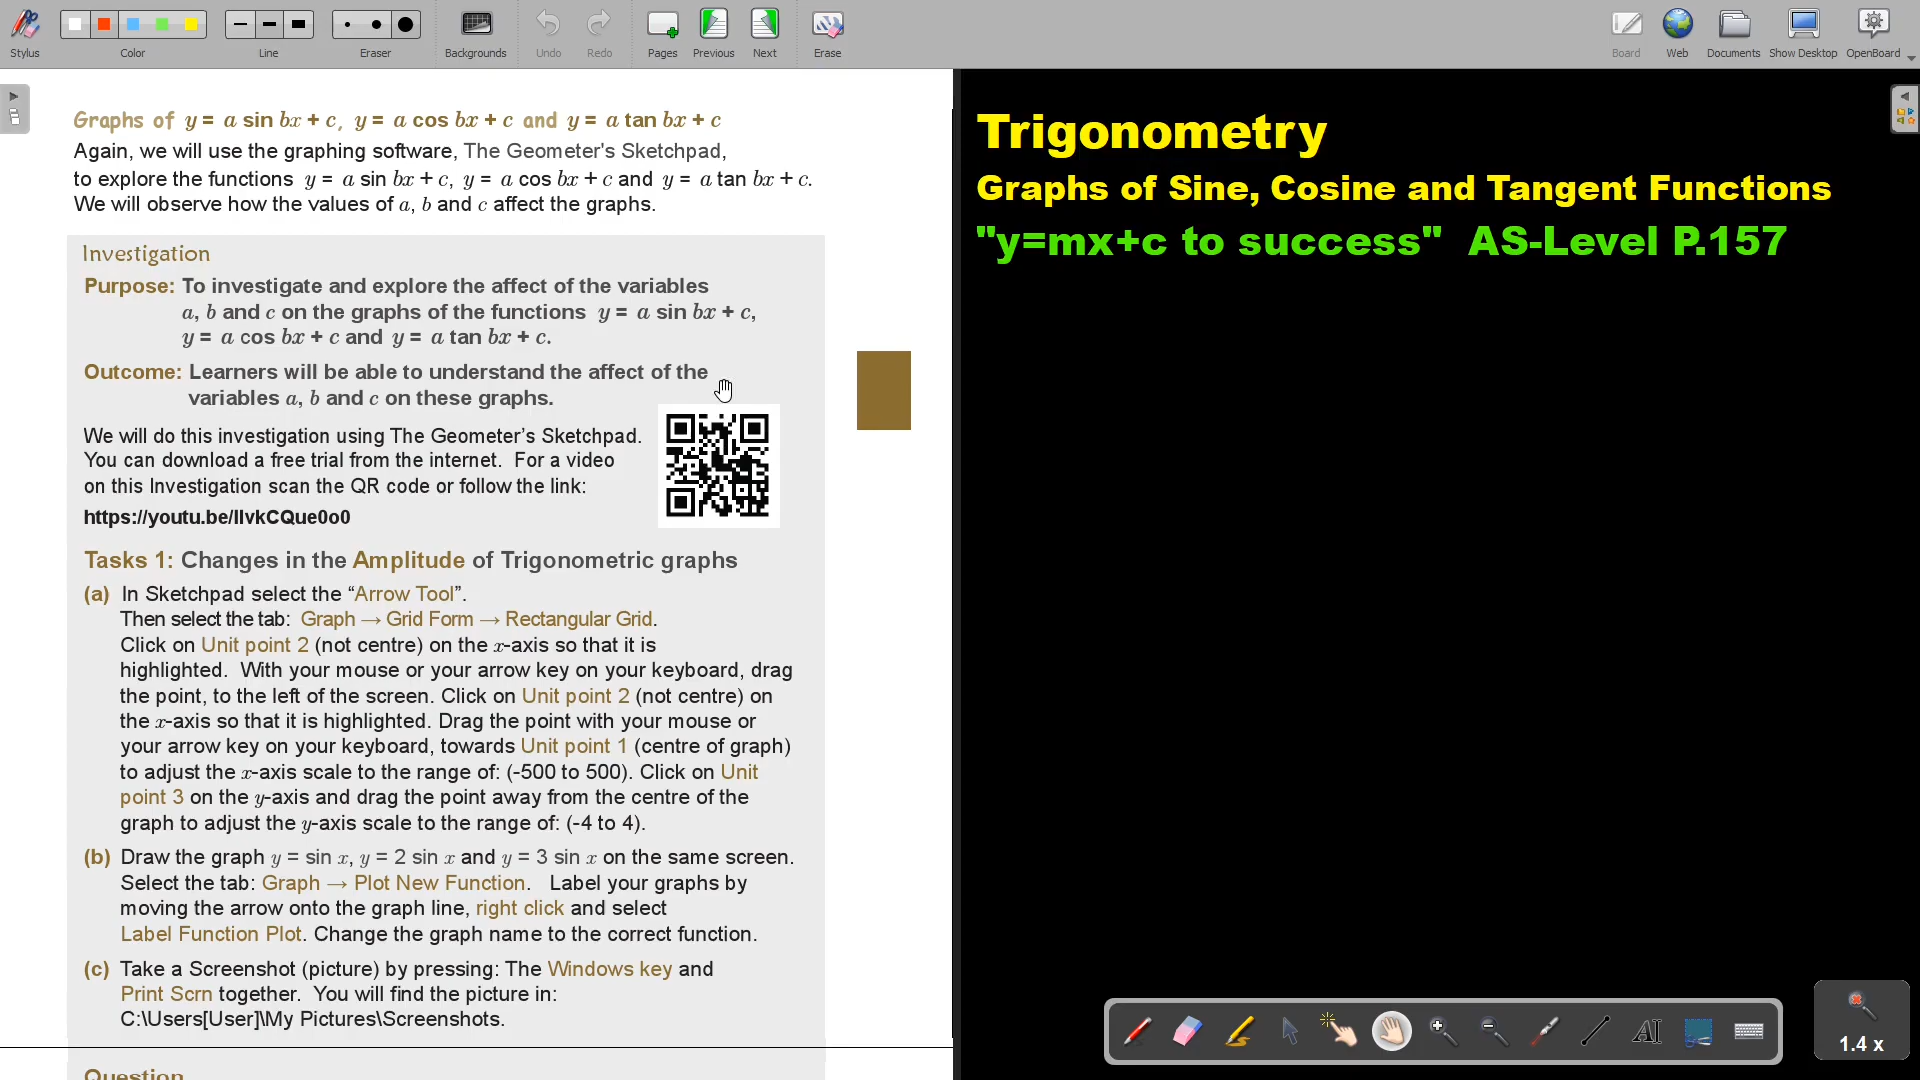 Stylus
Color
Line
Eraser
Backgrounds
Undo
Redo
Pages
Previous
Next
Erase
Board
Web
Documents
Show Desktop
OpenBoard
Graphs of y = a sin bx + c, y = a cos bx + c and y = a tan bx + c
Again, we will use the graphing software, The Geometer's Sketchpad,
to explore the functions y = a sin bx + c, y = a cos bx + c and y = a tan bx + c.
We will observe how the values of a, b and c affect the graphs.
Investigation
Purpose: To investigate and explore the affect of the variables
a, b and c on the graphs of the functions y = a sin bx + c,
y = a cos bx + c and y = a tan bx + c.
Outcome: Learners will be able to understand the affect of the
variables a, b and c on these graphs.
We will do this investigation using The Geometer's Sketchpad.
You can download a free trial from the internet. For a video
on this Investigation scan the QR code or follow the link:
https://youtu.be/IIvkCQue0o0
Tasks 1: Changes in the Amplitude of Trigonometric graphs
(a) In Sketchpad select the “Arrow Tool”.
Then select the tab: Graph → Grid Form → Rectangular Grid.
Click on Unit point 2 (not centre) on the x-axis so that it is
highlighted. With your mouse or your arrow key on your keyboard, drag
the point, to the left of the screen. Click on Unit point 2 (not centre) on
the x-axis so that it is highlighted. Drag the point with your mouse or
your arrow key on your keyboard, towards Unit point 1 (centre of graph)
to adjust the x-axis scale to the range of: (-500 to 500). Click on Unit
point 3 on the y-axis and drag the point away from the centre of the
graph to adjust the y-axis scale to the range of: (-4 to 4).
(b) Draw the graph y = sin x, y = 2 sin x and y = 3 sin x on the same screen.
Select the tab: Graph → Plot New Function. Label your graphs by
moving the arrow onto the graph line, right click and select
Label Function Plot. Change the graph name to the correct function.
(c) Take a Screenshot (picture) by pressing: The Windows key and
Print Scrn together. You will find the picture in:
C:\Users[User]\My Pictures\Screenshots.
Question
Trigonometry
Graphs of Sine, Cosine and Tangent Functions
"y=mx+c to success" AS-Level P.157
AI
1.4 x